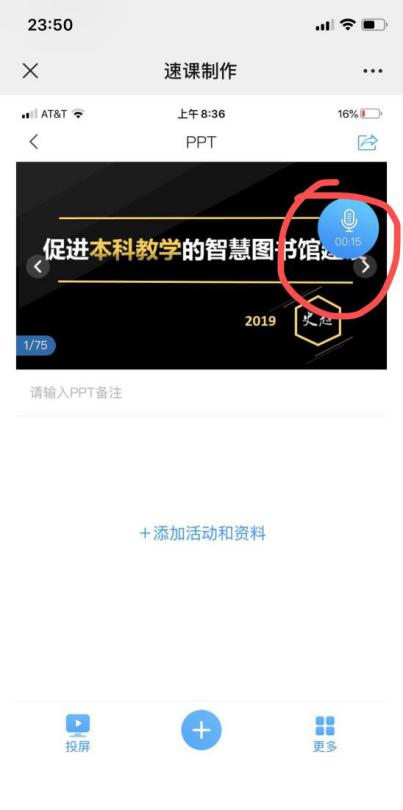 23:50
速课制作
AT&T
上午 8:36
16%
PPT
00:15
促进本科教学的智慧图书馆建
2019
史超
1/75
请输入PPT备注
+添加活动和资料
投屏
更多